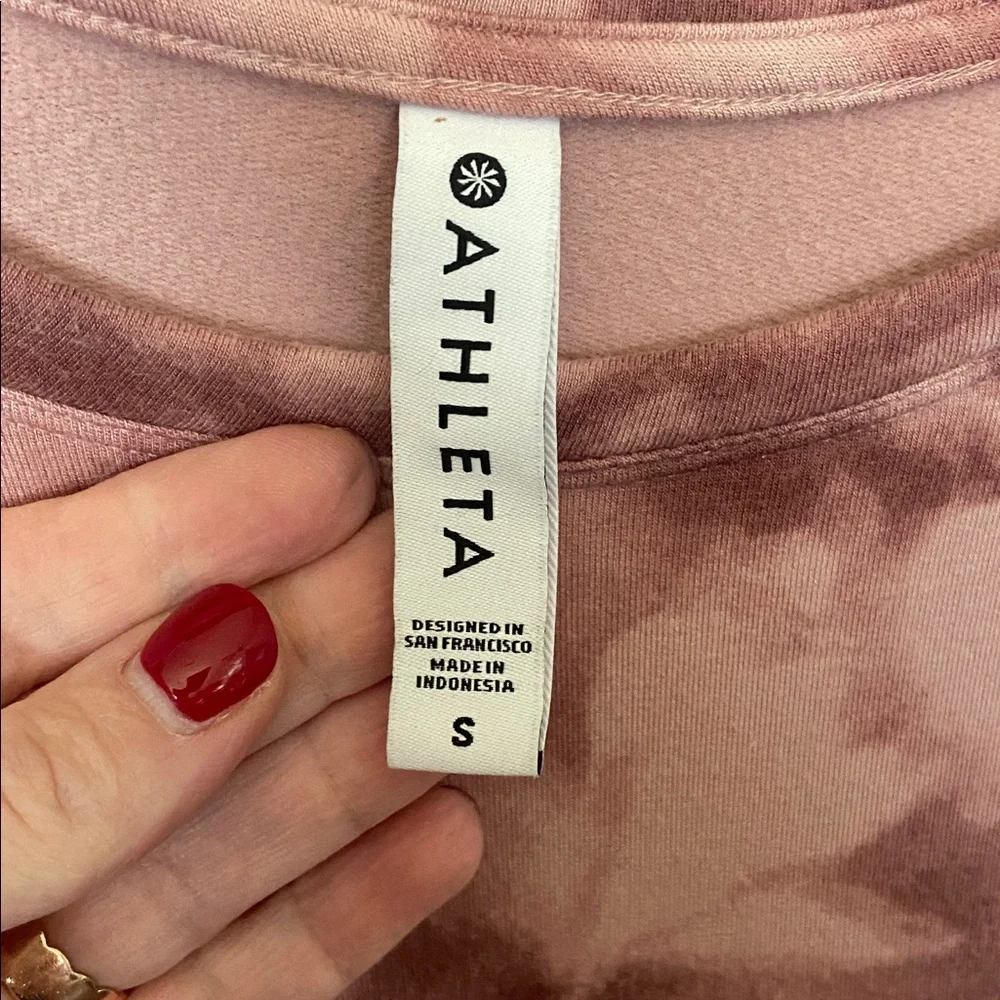 ATHLETA
DESIGNED IN
SAN FRANCISCO
MADE IN
INDONESIA
S